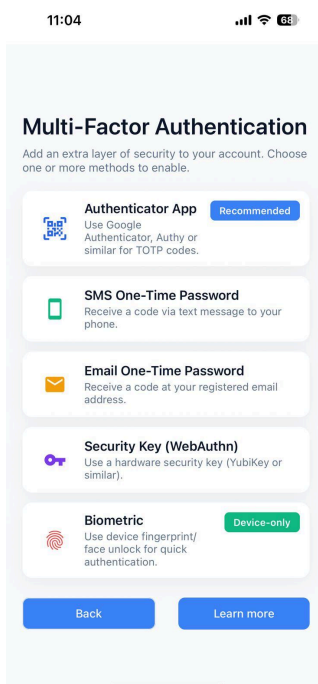 11:04
68
Multi-Factor Authentication
Add an extra layer of security to your account. Choose
one or more methods to enable.
Authenticator App
Recommended
Use Google
Authenticator, Authy or
similar for TOTP codes.
SMS One-Time Password
Receive a code via text message to your
phone.
Email One-Time Password
Receive a code at your registered email
address.
Security Key (WebAuthn)
Use a hardware security key (YubiKey or
similar).
Biometric
Device-only
Use device fingerprint/
face unlock for quick
authentication.
Back
Learn more